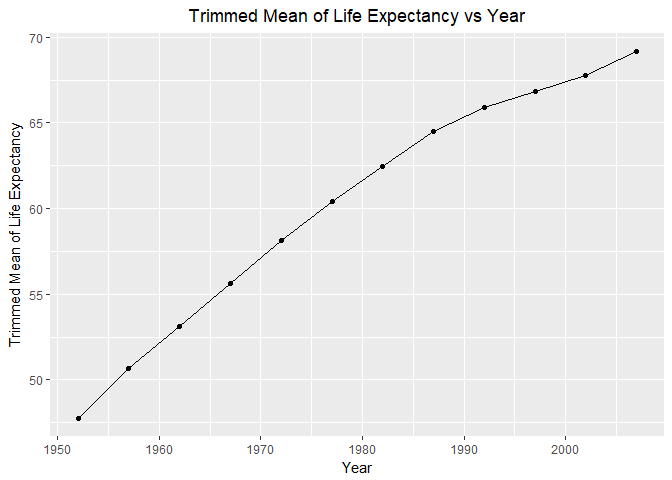 Trimmed Mean of Life Expectancy vs Year
Trimmed Mean of Life Expectancy
70
65
60
55
50
1950 1960 1970 1980 1990 2000
Year